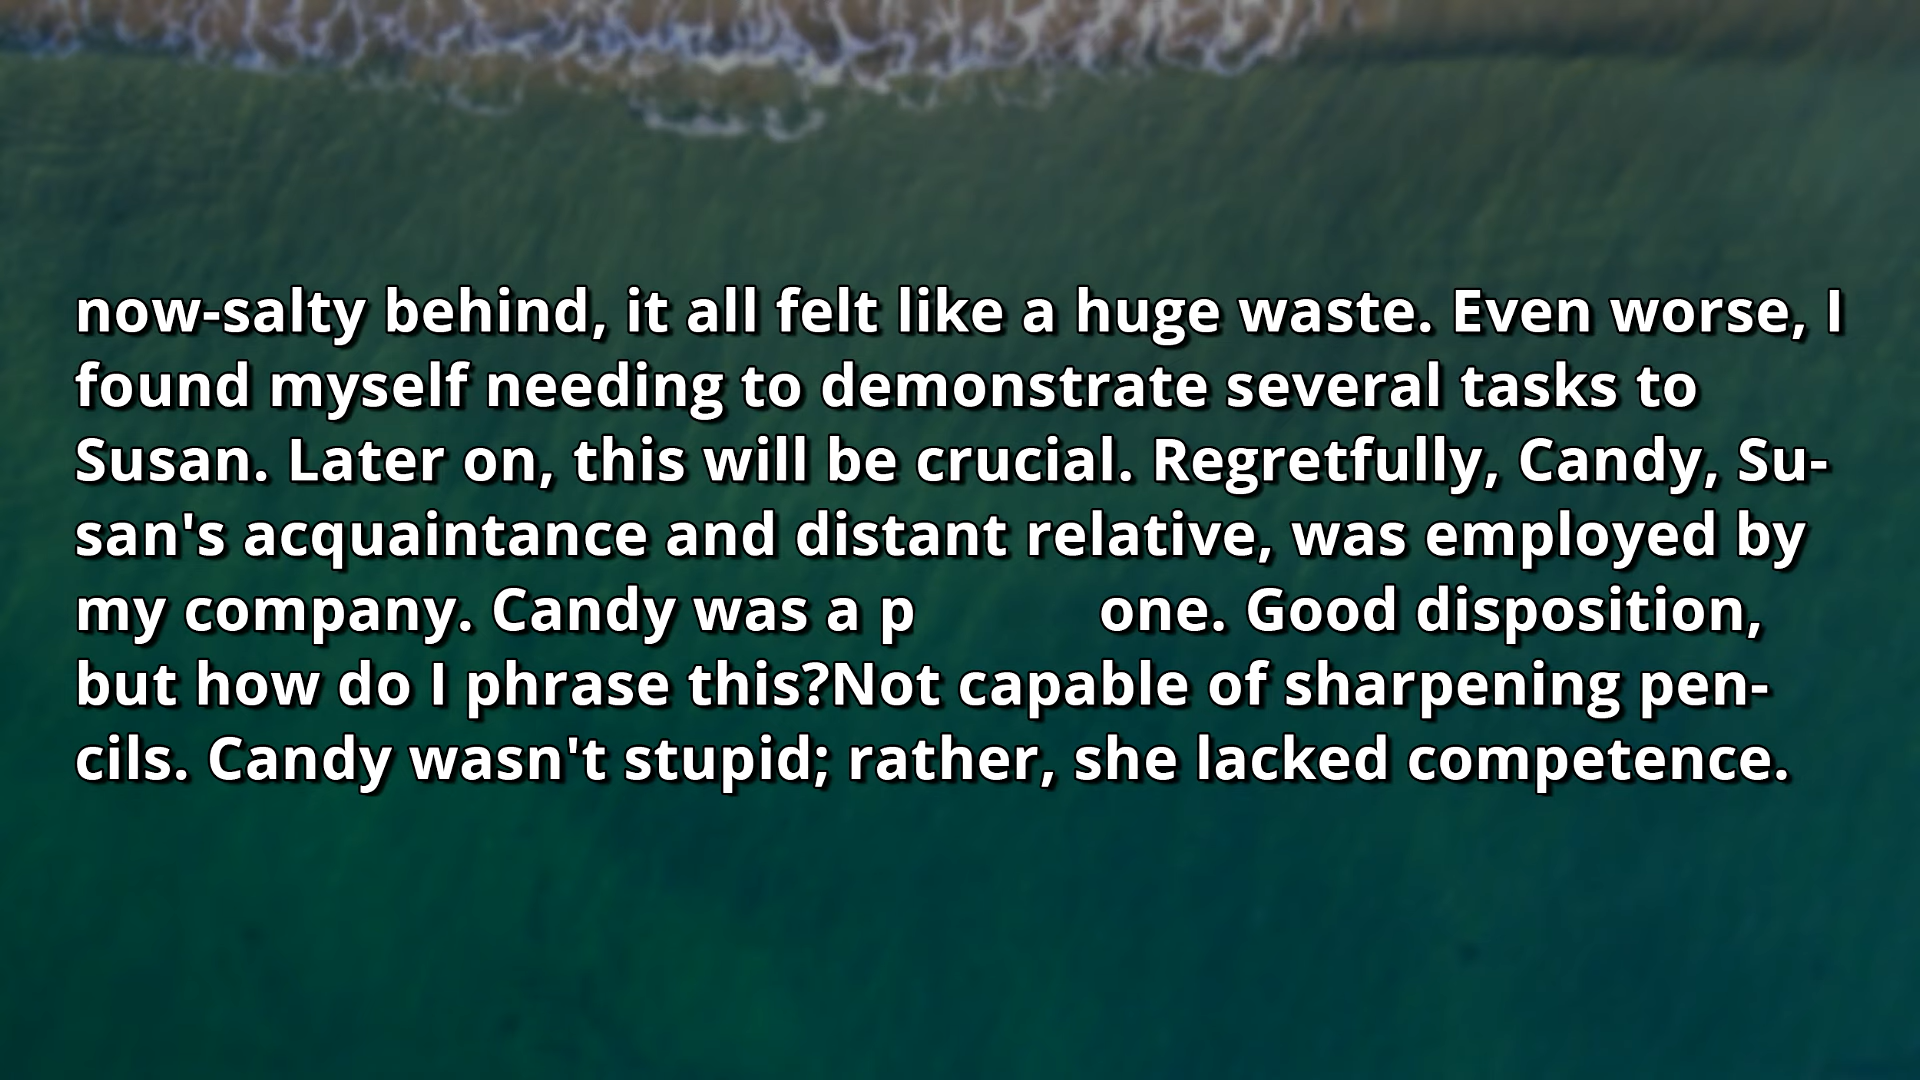 now-salty behind, it all felt like a huge waste. Even worse, I
found myself needing to demonstrate several tasks to
Susan. Later on, this will be crucial. Regretfully, Candy, Su-
san's acquaintance and distant relative, was employed by
my company. Candy was a p one. Good disposition,
but how do I phrase this?Not capable of sharpening pen-
cils. Candy wasn't stupid; rather, she lacked competence.